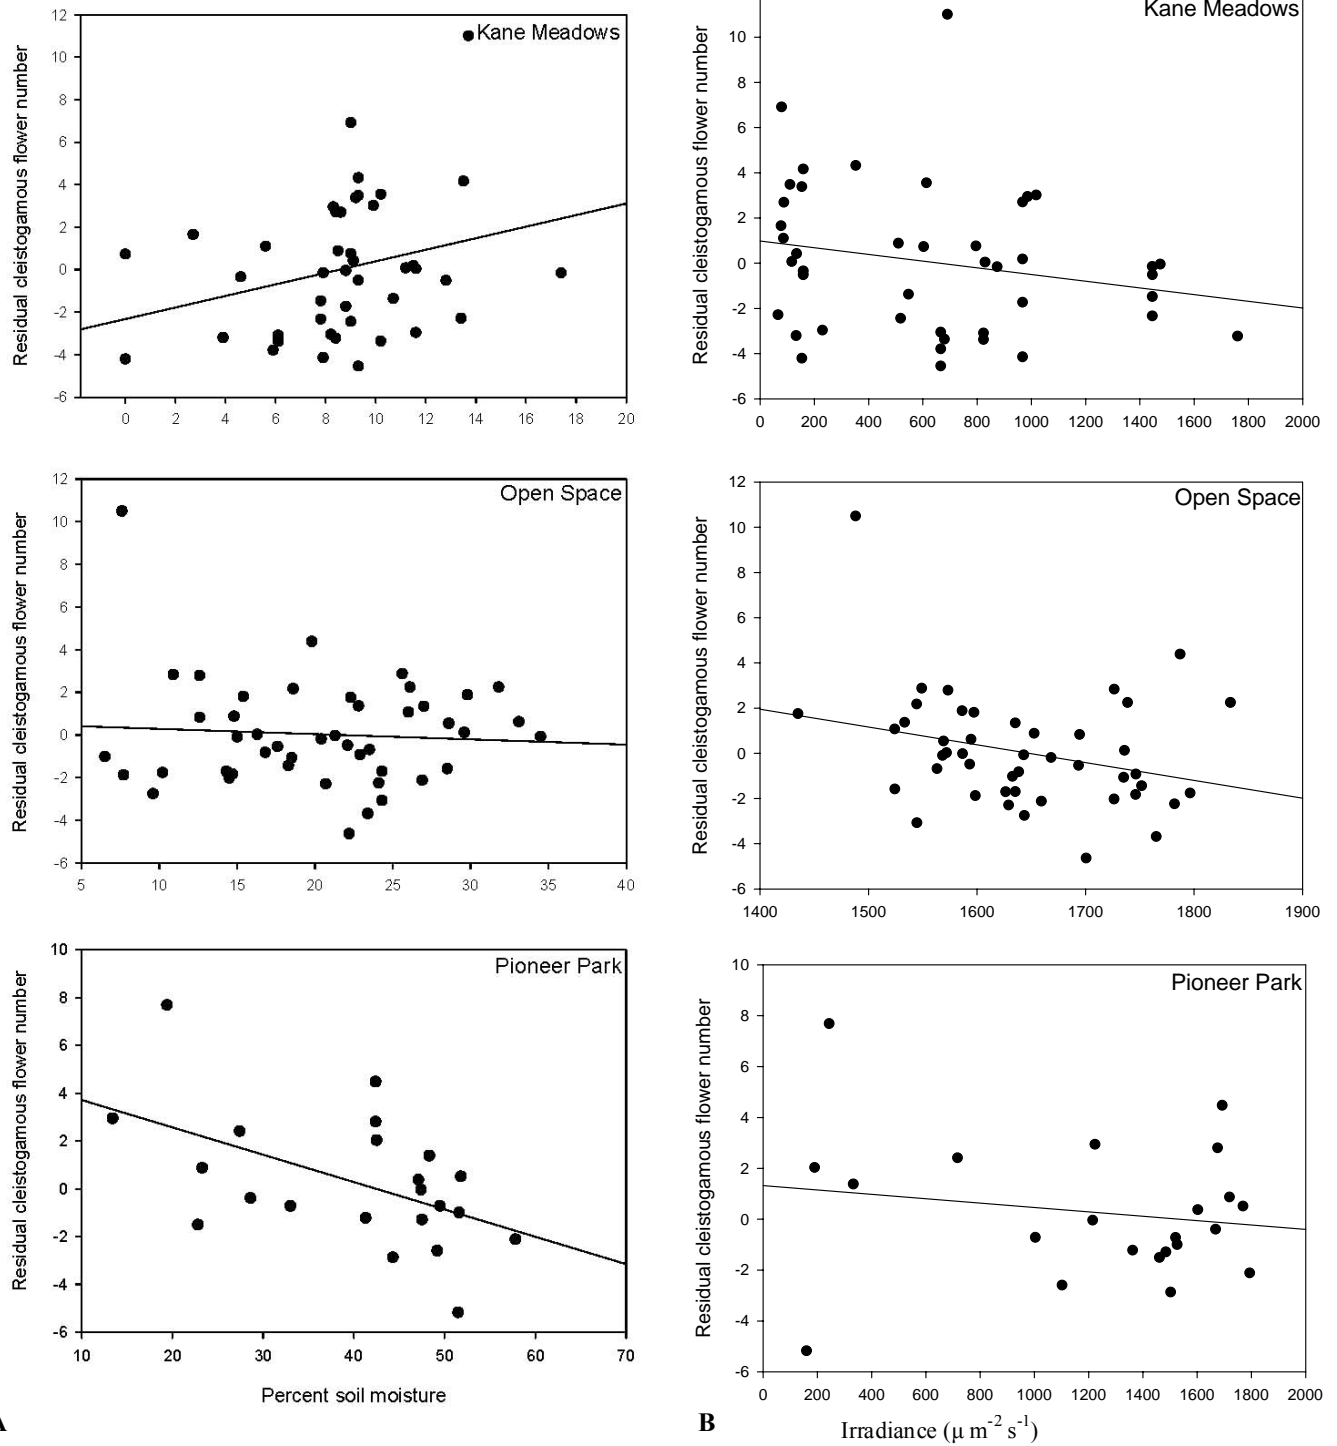 Kane Meadows
Residual cleistogamous flower number
12
10
8
6
4
2
0
-2
-4
-6
0 2 4 6 8 10 12 14 16 18 20
Open Space
Residual cleistogamous flower number
12
10
8
6
4
2
0
-2
-4
-6
5 10 15 20 25 30 35 40
Pioneer Park
Residual cleistogamous flower number
10
8
6
4
2
0
-2
-4
-6
10 20 30 40 50 60 70
Percent soil moisture
Kane Meadows
Residual cleistogamous flower number
10
8
6
4
2
0
-2
-4
-6
0 200 400 600 800 1000 1200 1400 1600 1800 2000
Open Space
Residual cleistogamous flower number
12
10
8
6
4
2
0
-2
-4
-6
1400 1500 1600 1700 1800 1900
Pioneer Park
Residual cleistogamous flower number
10
8
6
4
2
0
-2
-4
-6
0 200 400 600 800 1000 1200 1400 1600 1800 2000
B
Irradiance (μ m⁻² s⁻¹)